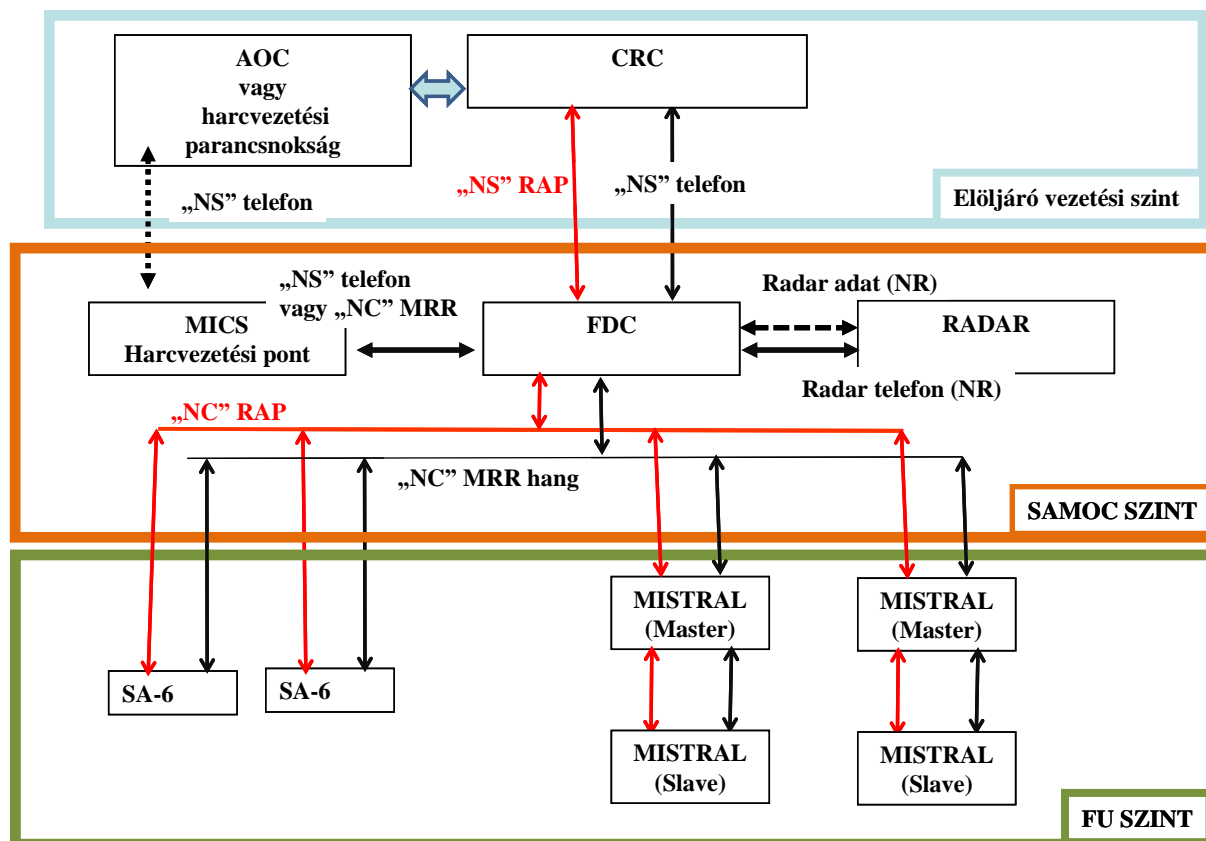 AOC
vagy
harcvezetési
parancsnokság
CRC
„NS” telefon
„NS” RAP
„NS” telefon
Elöljáró vezetési szint
„NS” telefon
vagy „NC” MRR
MICS
Harcvezetési pont
FDC
Radar adat (NR)
RADAR
Radar telefon (NR)
„NC” RAP
„NC” MRR hang
SAMOC SZINT
MISTRAL
(Master)
MISTRAL
(Master)
SA-6
SA-6
MISTRAL
(Slave)
MISTRAL
(Slave)
FU SZINT